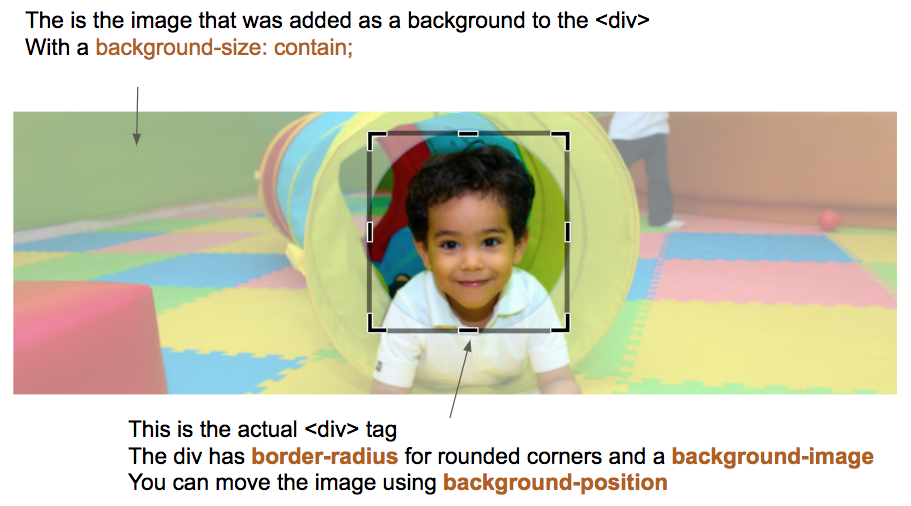 The is the image that was added as a background to the <div>
With a background-size: contain;
This is the actual <div> tag
The div has border-radius for rounded corners and a background-image
You can move the image using background-position